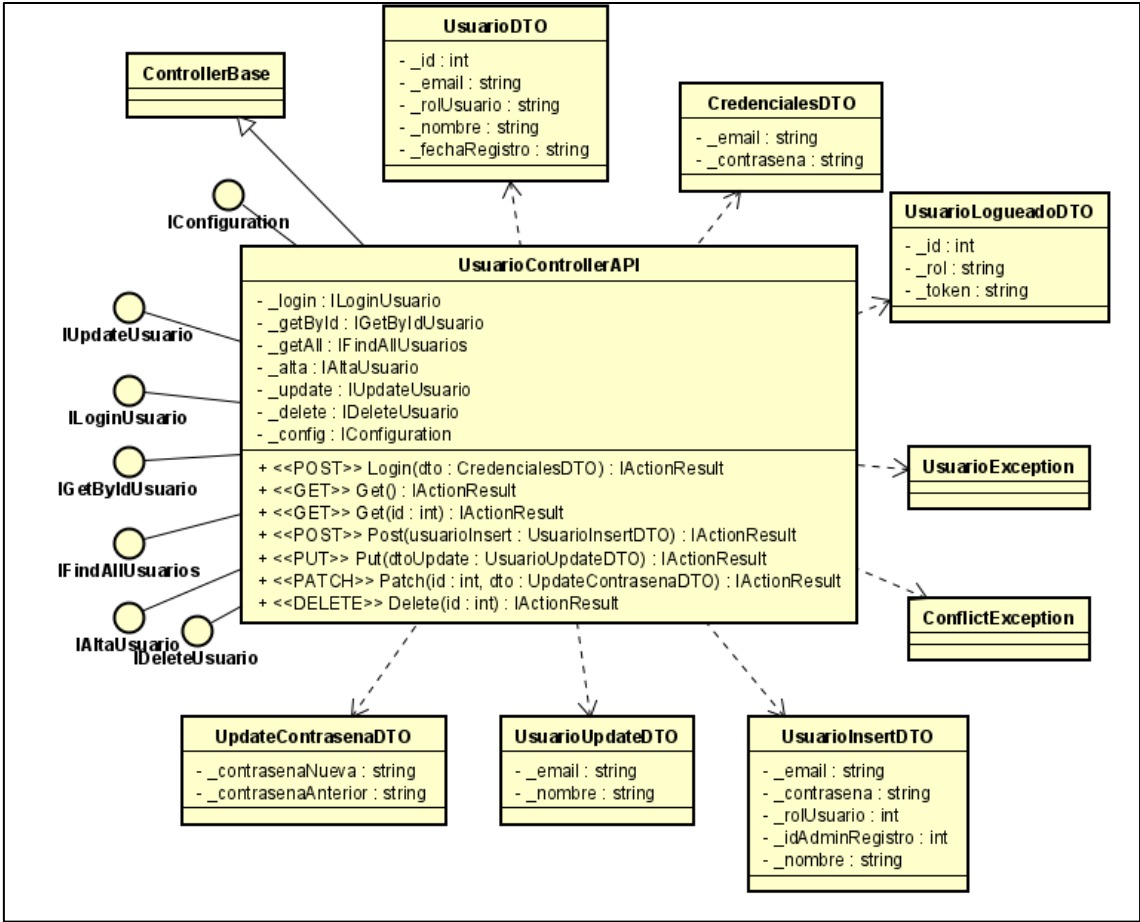 UsuarioDTO
- _id : int
- _email : string
- _rolUsuario : string
- _nombre : string
- _fechaRegistro : string
ControllerBase
CredencialesDTO
- _email : string
- _contrasena : string
IConfiguration
UsuarioLogueadoDTO
- _id : int
- _rol : string
- _token : string
UsuarioControllerAPI
- _login : ILoginUsuario
- _getById : IGetByIdUsuario
- _getAll : IFindAllUsuarios
- _alta : IAltaUsuario
- _update : IUpdateUsuario
- _delete : IDeleteUsuario
- _config : IConfiguration
+ <<POST>> Login(dto : CredencialesDTO) : IActionResult
+ <<GET>> Get() : IActionResult
+ <<GET>> Get(id : int) : IActionResult
+ <<POST>> Post(usuarioInsert : UsuarioInsertDTO) : IActionResult
+ <<PUT>> Put(dtoUpdate : UsuarioUpdateDTO) : IActionResult
+ <<PATCH>> Patch(id : int, dto : UpdateContrasenaDTO) : IActionResult
+ <<DELETE>> Delete(id : int) : IActionResult
IUpdateUsuario
ILoginUsuario
IGetByIdUsuario
IFindAllUsuarios
IAltaUsuario
IDeleteUsuario
UsuarioException
ConflictException
UpdateContrasenaDTO
- _contrasenaNueva : string
- _contrasenaAnterior : string
UsuarioUpdateDTO
- _email : string
- _nombre : string
UsuarioInsertDTO
- _email : string
- _contrasena : string
- _rolUsuario : int
- _idAdminRegistro : int
- _nombre : string